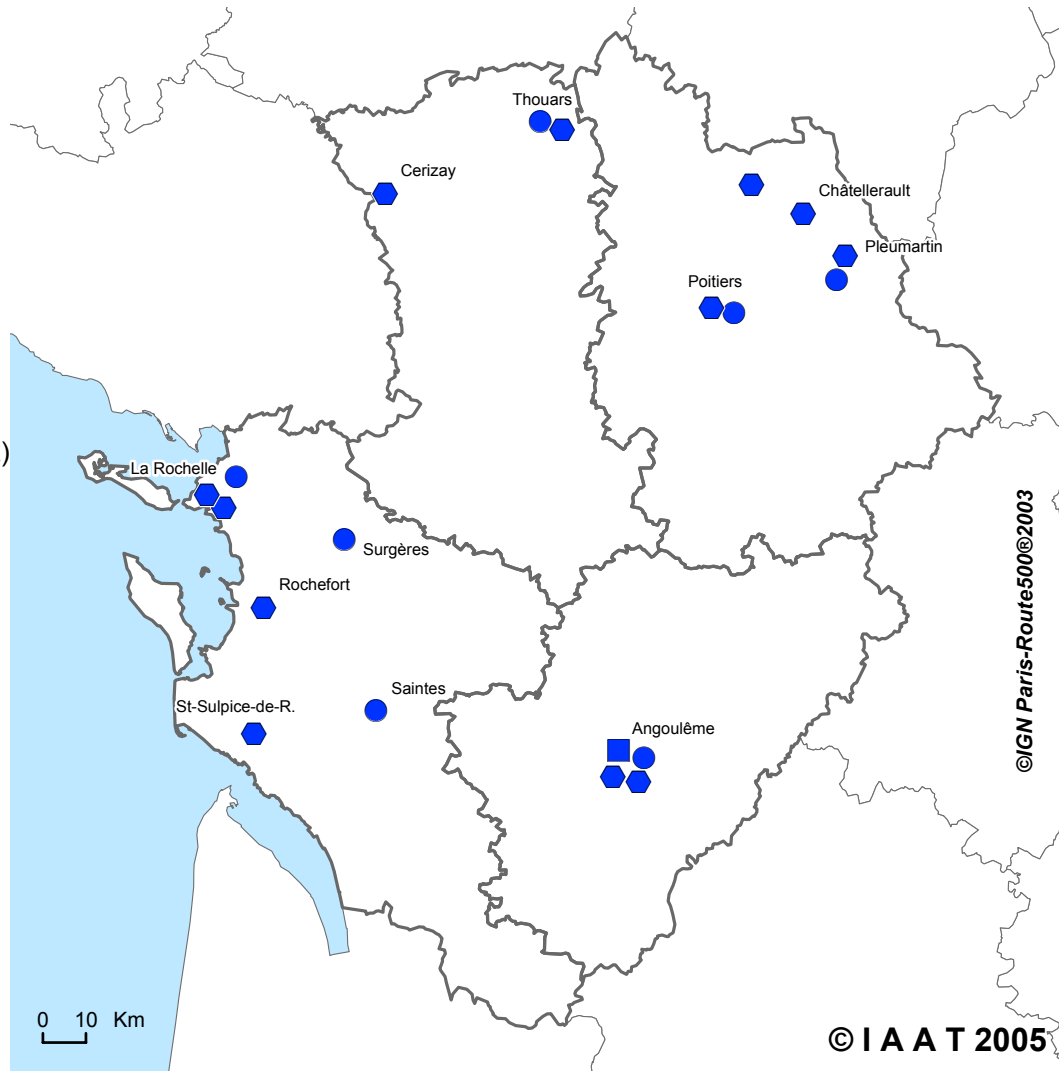 Thouars
Cerizay
Châtellerault
Pleumartin
Poitiers
)
La Rochelle
Surgères
Rochefort
St-Sulpice-de-R.
Saintes
Angoulême
©IGN Paris-Route500®2003
0 10 Km
© I A A T 2005